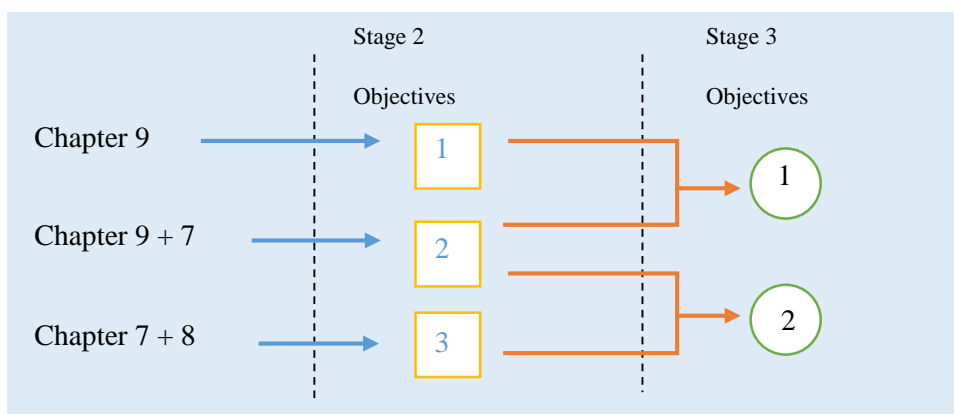 Stage 2
Stage 3
Objectives
Objectives
Chapter 9
1
1
Chapter 9 + 7
2
2
Chapter 7 + 8
3